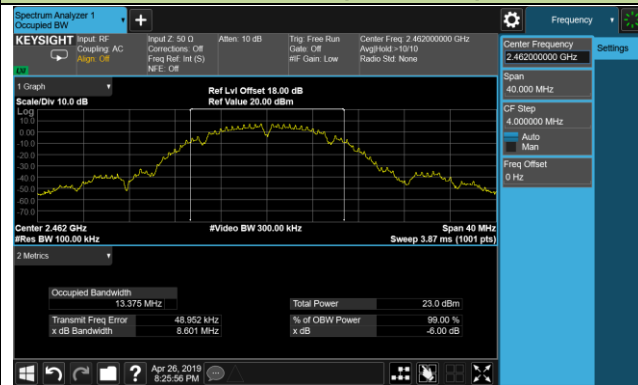 Spectrum Analyzer 1
Occupied BW
Frequency
KEYSIGHT
Input: RF
Coupling: AC
Align: Off
Input Z: 50 Ω
Corrections: Off
Freq Ref: Int (S)
NFE: Off
Atten: 10 dB
Trig: Free Run
Gate: Off
#IF Gain: Low
Center Freq: 2.462000000 GHz
Avg|Hold:>10/10
Radio Std: None
Center Frequency
2.462000000 GHz
Settings
Span
40.000 MHz
CF Step
4.000000 MHz
Auto
Man
Freq Offset
0 Hz
1 Graph
Scale/Div 10.0 dB
Ref Lvl Offset 18.00 dB
Ref Value 20.00 dBm
Log
10.0
0.00
-10.0
-20.0
-30.0
-40.0
-50.0
-60.0
-70.0
Center 2.462 GHz
#Res BW 100.00 kHz
#Video BW 300.00 kHz
Span 40 MHz
Sweep 3.87 ms (1001 pts)
2 Metrics
Occupied Bandwidth
13.375 MHz
Total Power 23.0 dBm
Transmit Freq Error 48.952 kHz
% of OBW Power 99.00 %
x dB Bandwidth 8.601 MHz
x dB -6.00 dB
Apr 26, 2019
8:25:56 PM